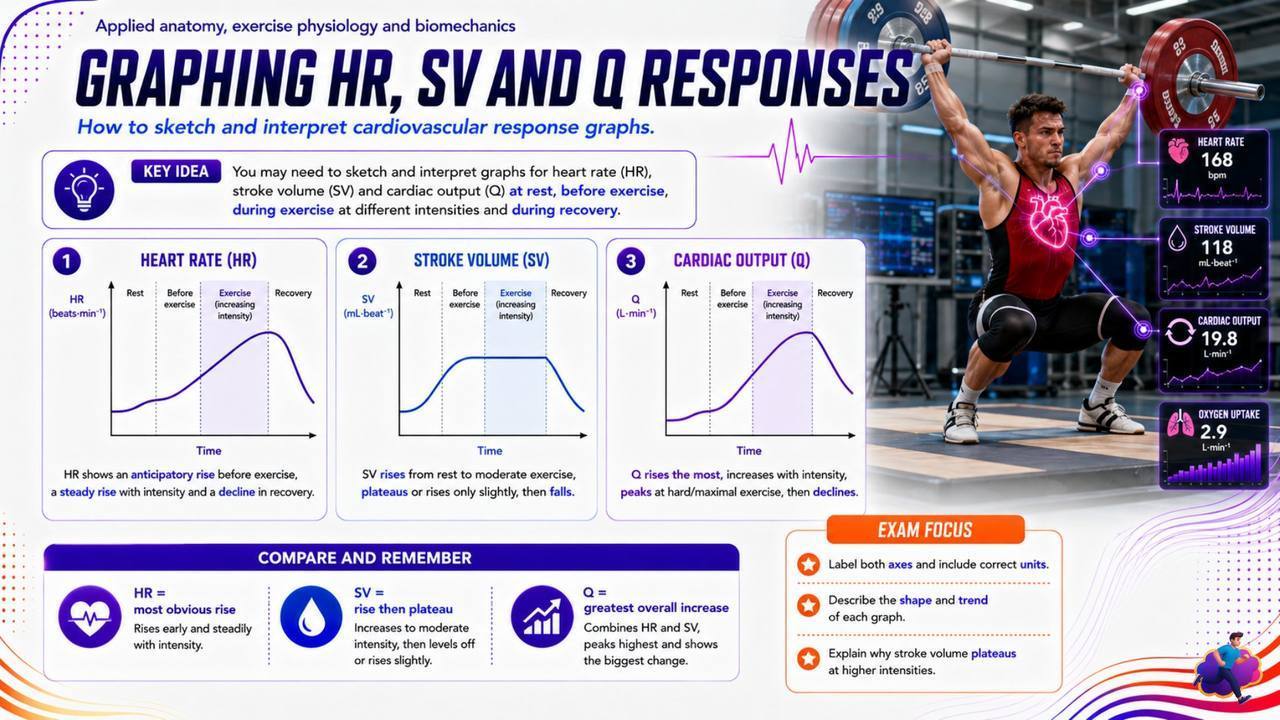 Applied anatomy, exercise physiology and biomechanics
GRAPHING HR, SV AND Q RESPONSES
How to sketch and interpret cardiovascular response graphs.
KEY IDEA
You may need to sketch and interpret graphs for heart rate (HR),
stroke volume (SV) and cardiac output (Q) at rest, before exercise,
during exercise at different intensities and during recovery.
1
HEART RATE (HR)
HR
(beats·min⁻¹)
Rest
Before
exercise
Exercise
(increasing
intensity)
Recovery
Time
HR shows an anticipatory rise before exercise,
a steady rise with intensity and a decline in recovery.
2
STROKE VOLUME (SV)
SV
(mL·beat⁻¹)
Rest
Before
exercise
Exercise
(increasing
intensity)
Recovery
Time
SV rises from rest to moderate exercise,
plateaus or rises only slightly, then falls.
3
CARDIAC OUTPUT (Q)
Q
(L·min⁻¹)
Rest
Before
exercise
Exercise
(increasing
intensity)
Recovery
Time
Q rises the most, increases with intensity,
peaks at hard/maximal exercise, then declines.
HEART RATE
168
bpm
STROKE VOLUME
118
mL·beat⁻¹
CARDIAC OUTPUT
19.8
L·min⁻¹
OXYGEN UPTAKE
2.9
L·min⁻¹
COMPARE AND REMEMBER
HR =
most obvious rise
Rises early and steadily
with intensity.
SV =
rise then plateau
Increases to moderate
intensity, then levels off
or rises slightly.
Q =
greatest overall increase
Combines HR and SV,
peaks highest and shows
the biggest change.
EXAM FOCUS
Label both axes and include correct units.
Describe the shape and trend
of each graph.
Explain why stroke volume plateaus
at higher intensities.